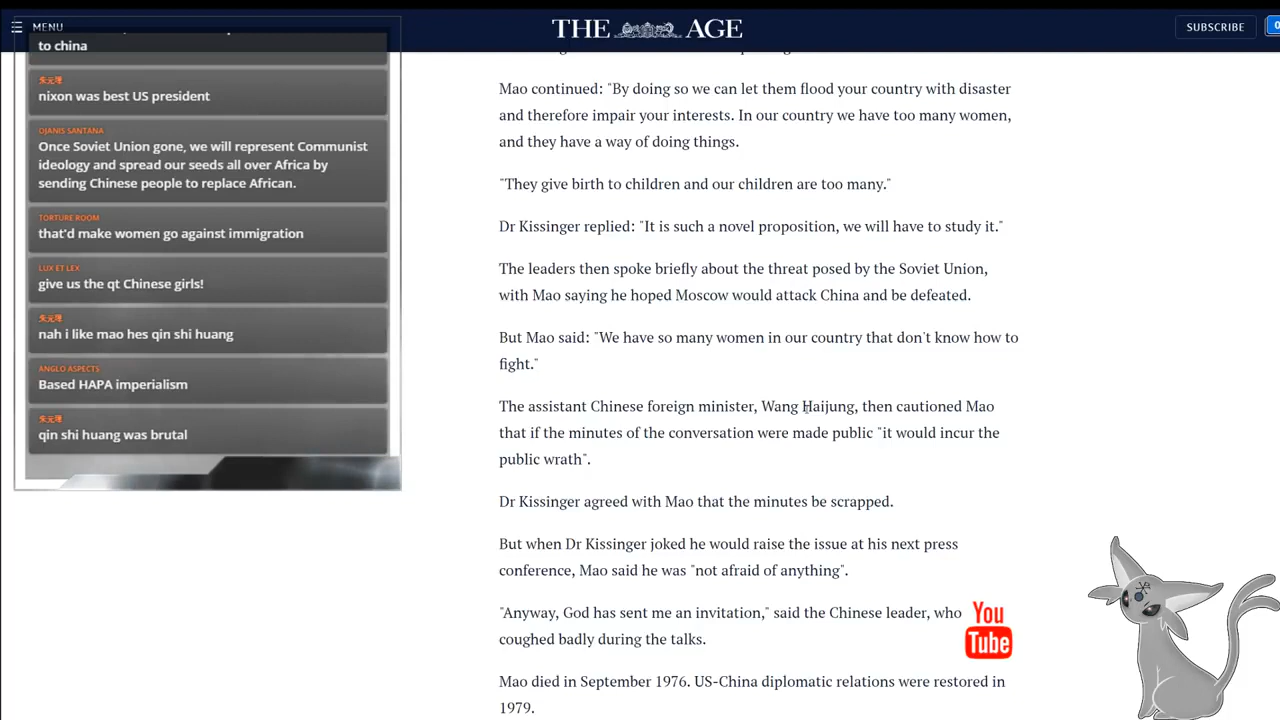 MENU
THE AGE
SUBSCRIBE
to china
朱元璋
nixon was best US president
OJANIS SANTANA
Once Soviet Union gone, we will represent Communist
ideology and spread our seeds all over Africa by
sending Chinese people to replace African.
TORTURE ROOM
that'd make women go against immigration
LUX ET LEX
give us the qt Chinese girls!
朱元璋
nah i like mao hes qin shi huang
ANGLO ASPECTS
Based HAPA imperialism
朱元璋
qin shi huang was brutal
Mao continued: "By doing so we can let them flood your country with disaster
and therefore impair your interests. In our country we have too many women,
and they have a way of doing things.
"They give birth to children and our children are too many."
Dr Kissinger replied: "It is such a novel proposition, we will have to study it."
The leaders then spoke briefly about the threat posed by the Soviet Union,
with Mao saying he hoped Moscow would attack China and be defeated.
But Mao said: "We have so many women in our country that don't know how to
fight."
The assistant Chinese foreign minister, Wang Haijung, then cautioned Mao
that if the minutes of the conversation were made public "it would incur the
public wrath".
Dr Kissinger agreed with Mao that the minutes be scrapped.
But when Dr Kissinger joked he would raise the issue at his next press
conference, Mao said he was "not afraid of anything".
"Anyway, God has sent me an invitation," said the Chinese leader, who
coughed badly during the talks.
Mao died in September 1976. US-China diplomatic relations were restored in
1979.
You
Tube